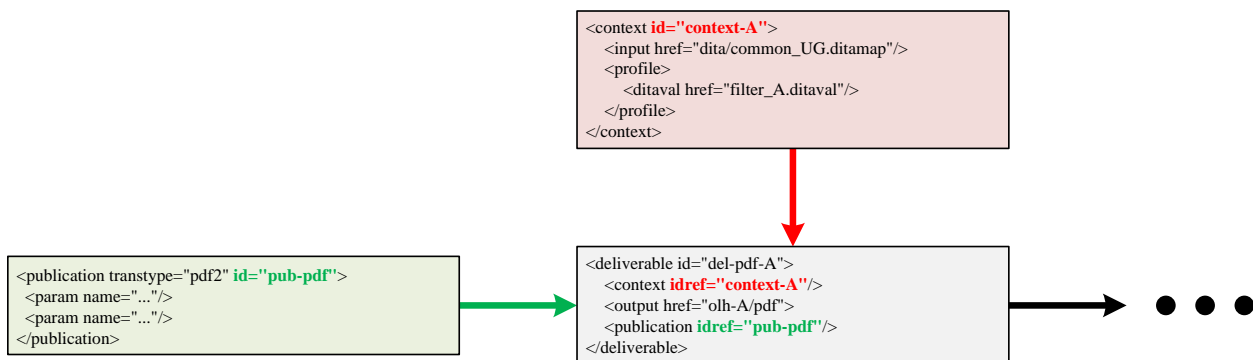 <context id="context-A">
<input href="dita/common_UG.ditamap"/>
<profile>
<ditaval href="filter_A.ditaval"/>
</profile>
</context>
<publication transtype="pdf2" id="pub-pdf">
<param name="..."/>
<param name="..."/>
</publication>
<deliverable id="del-pdf-A">
<context idref="context-A"/>
<output href="olh-A/pdf">
<publication idref="pub-pdf"/>
</deliverable>